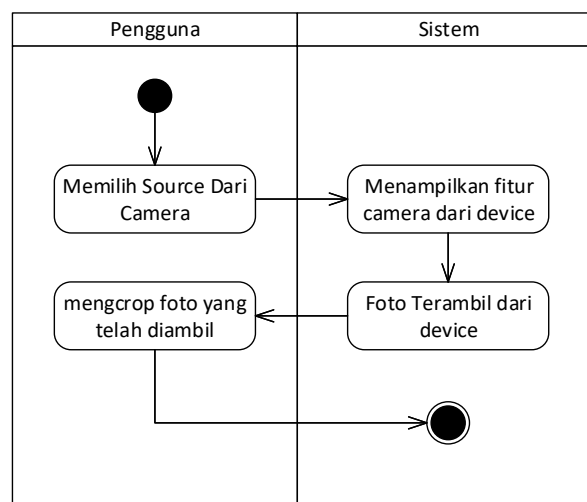 Pengguna
Sistem
Memilih Source Dari
Camera
Menampilkan fitur
camera dari device
mengcrop foto yang
telah diambil
Foto Terambil dari
device